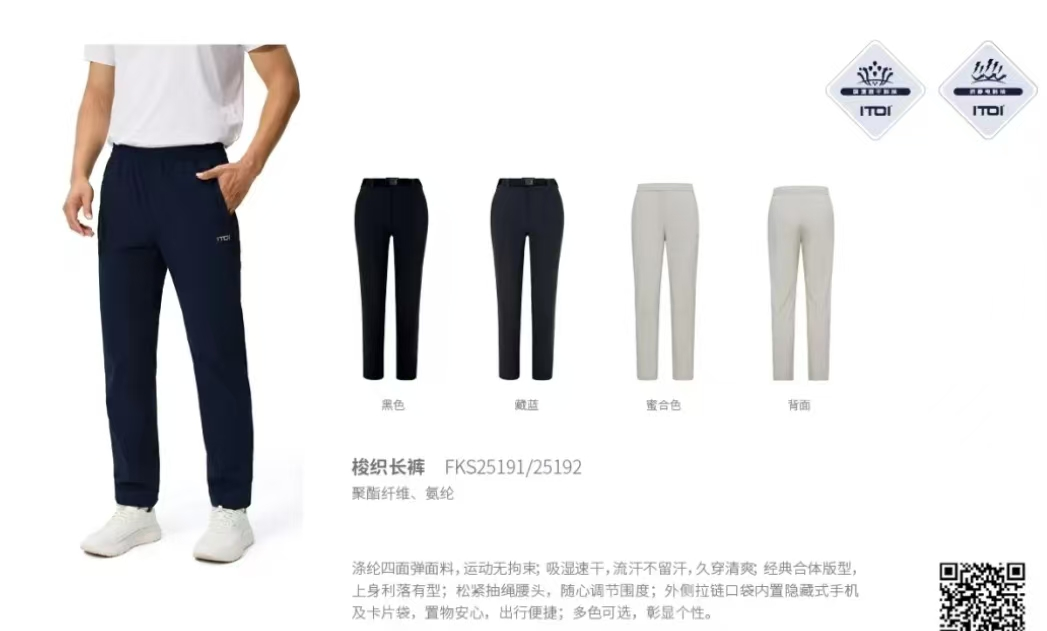 ITOI
ITOI
ITOI
黑色
藏蓝
蜜合色
背面
梭织长裤 FKS25191/25192
聚酯纤维、氨纶
涤纶四面弹面料，运动无拘束；吸湿速干，流汗不留汗，久穿清爽；经典合体版型，
上身利落有型；松紧抽绳腰头，随心调节围度；外侧拉链口袋内置隐藏式手机
及卡片袋，置物安心，出行便捷；多色可选，彰显个性。